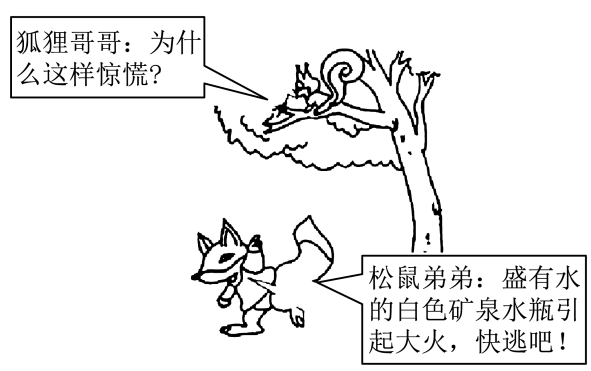 狐狸哥哥：为什
么这样惊慌?
松鼠弟弟：盛有水
的白色矿泉水瓶引
起大火，快逃吧！